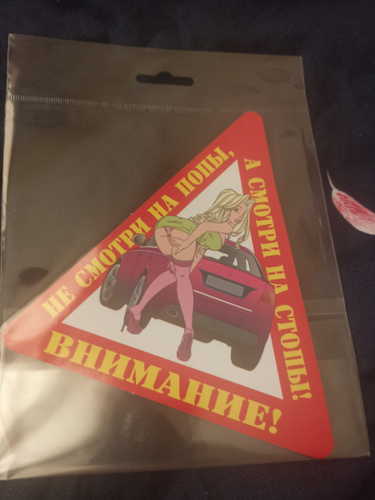 НЕ СМОТРИ НА ПОПЫ,
А СМОТРИ НА СТОПЫ!
ВНИМАНИЕ!